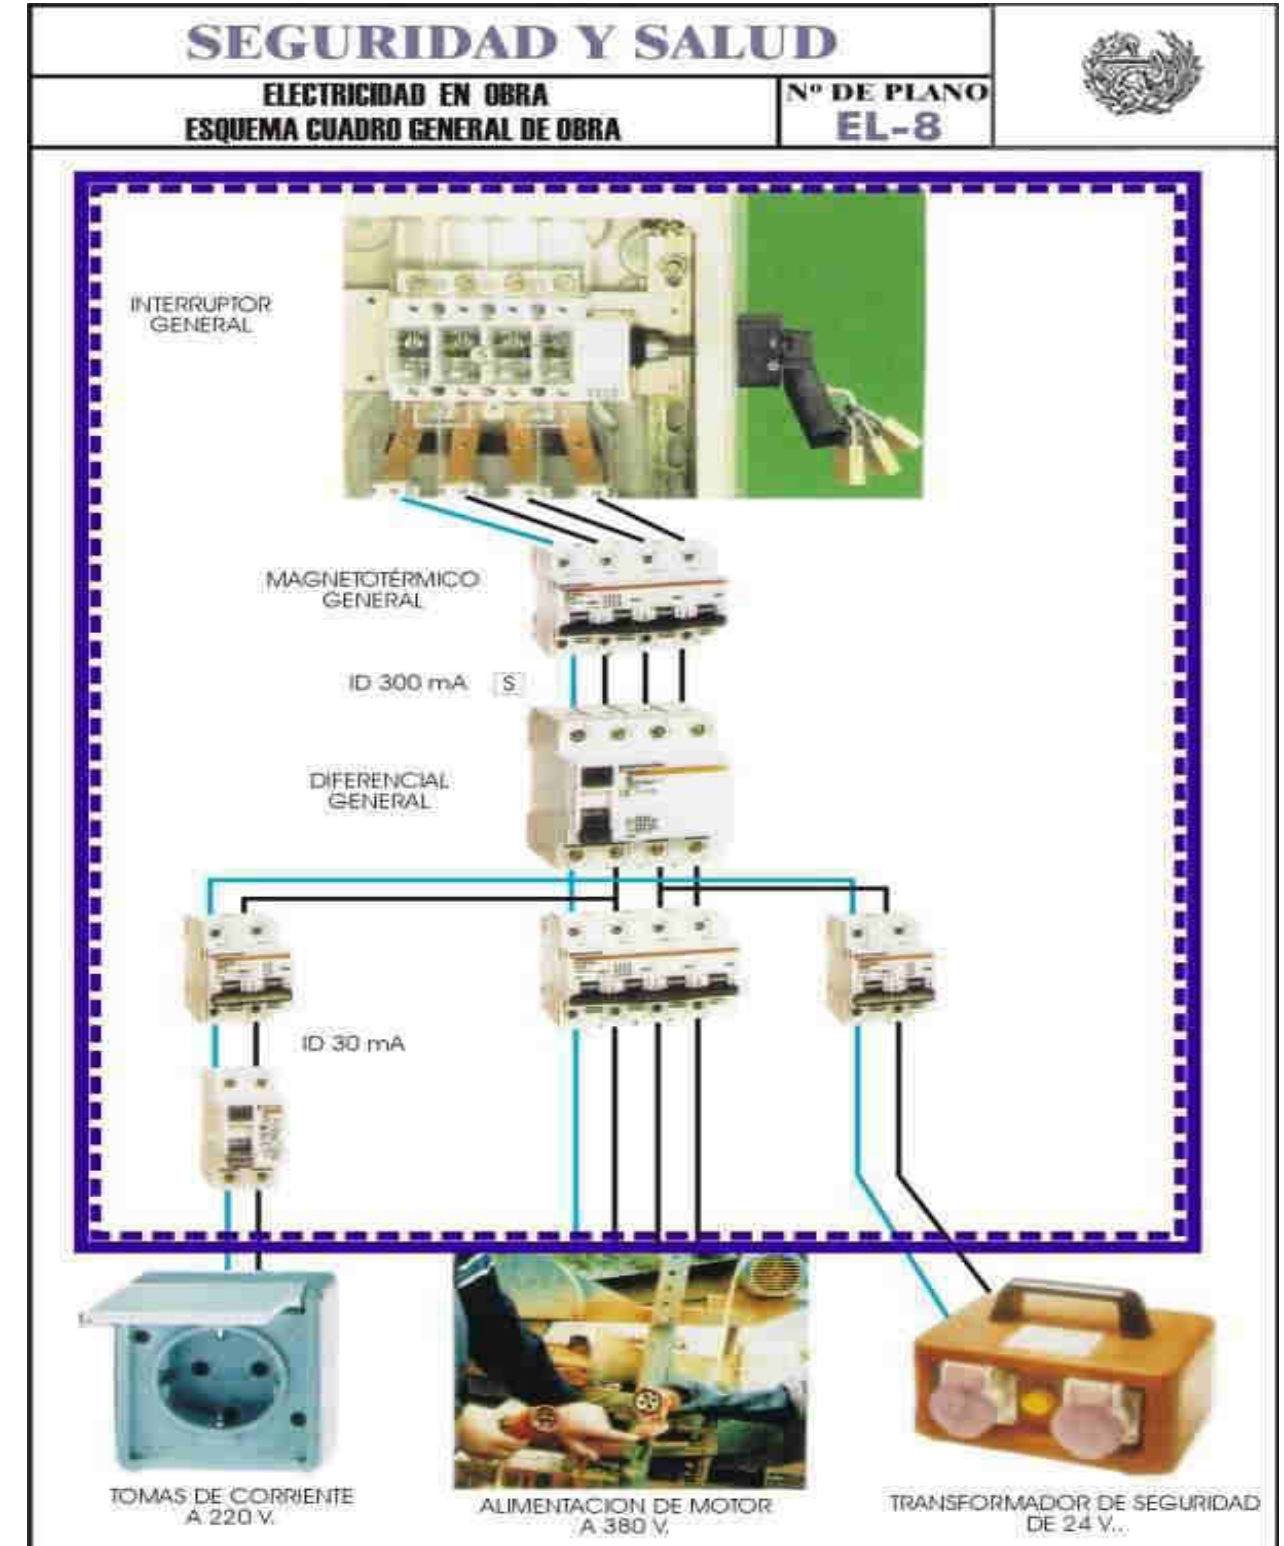 SEGURIDAD Y SALUD
ELECTRICIDAD EN OBRA
ESQUEMA CUADRO GENERAL DE OBRA
Nº DE PLANO
EL-8
INTERRUPTOR
GENERAL
MAGNETOTÉRMICO
GENERAL
ID 300 mA S
DIFERENCIAL
GENERAL
ID 30 mA
TOMAS DE CORRIENTE
A 220 V.
ALIMENTACION DE MOTOR
A 380 V.
TRANSFORMADOR DE SEGURIDAD
DE 24 V..